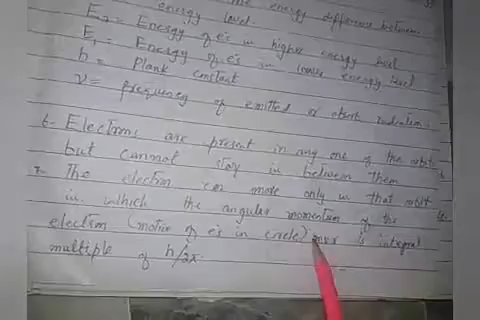 the energy difference between
energy level.
E2 = Energy of e's in higher energy level
E1 = Energy of e's in lower energy level
h = Plank constant
ν = frequency of emitted or absorb radiation.
6- Electrons are present in any one of the orbits
but cannot stay in between them
7- The electron can move only in that orbit
in which the angular momentum of the
electron (motion of e's in circle) mvr is integral
multiple of h/2π.